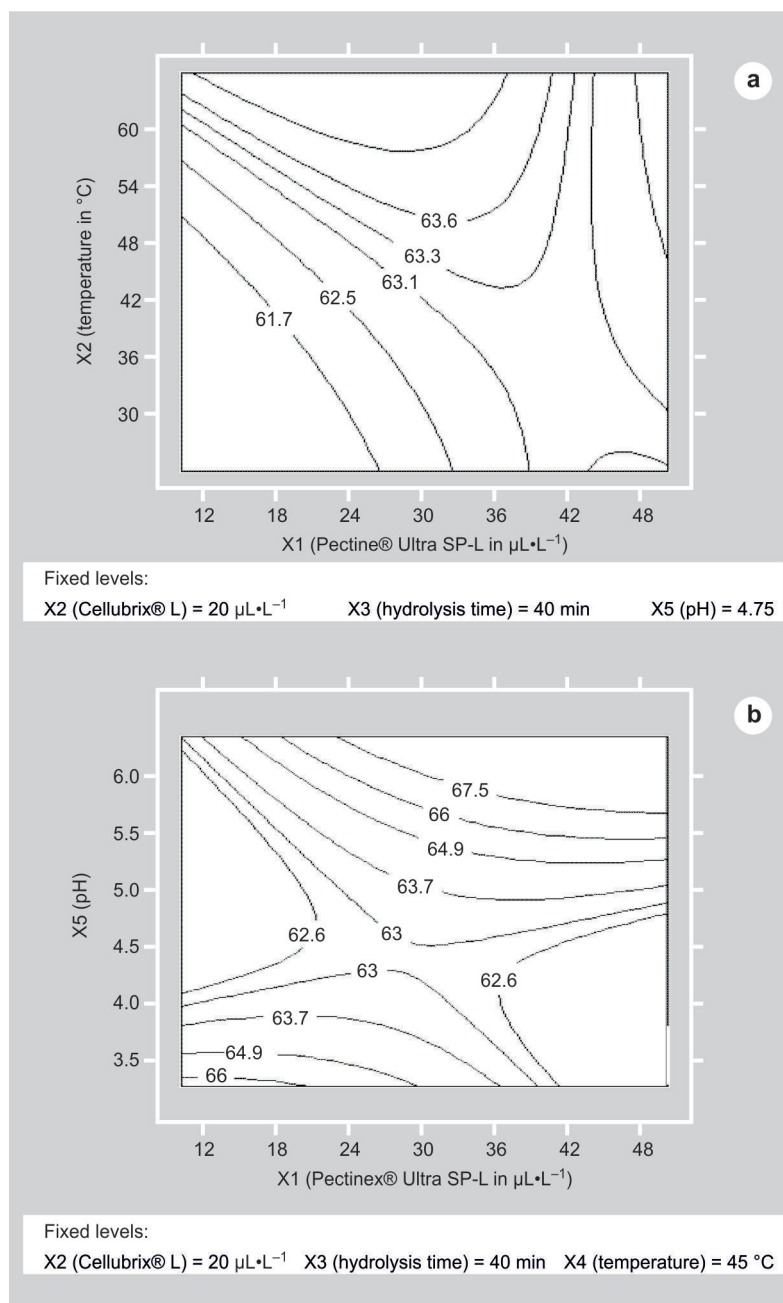 a
60
54
48
42
36
30
X2 (temperature in °C)
63.6
63.3
63.1
62.5
61.7
12 18 24 30 36 42 48
X1 (Pectine® Ultra SP-L in µL•L⁻¹)
Fixed levels:
X2 (Cellubrix® L) = 20 µL•L⁻¹ X3 (hydrolysis time) = 40 min X5 (pH) = 4.75
b
6.0
5.5
5.0
4.5
4.0
3.5
X5 (pH)
67.5
66
64.9
63.7
62.6 63
63
62.6
63.7
64.9
66
12 18 24 30 36 42 48
X1 (Pectinex® Ultra SP-L in µL•L⁻¹)
Fixed levels:
X2 (Cellubrix® L) = 20 µL•L⁻¹ X3 (hydrolysis time) = 40 min X4 (temperature) = 45 °C